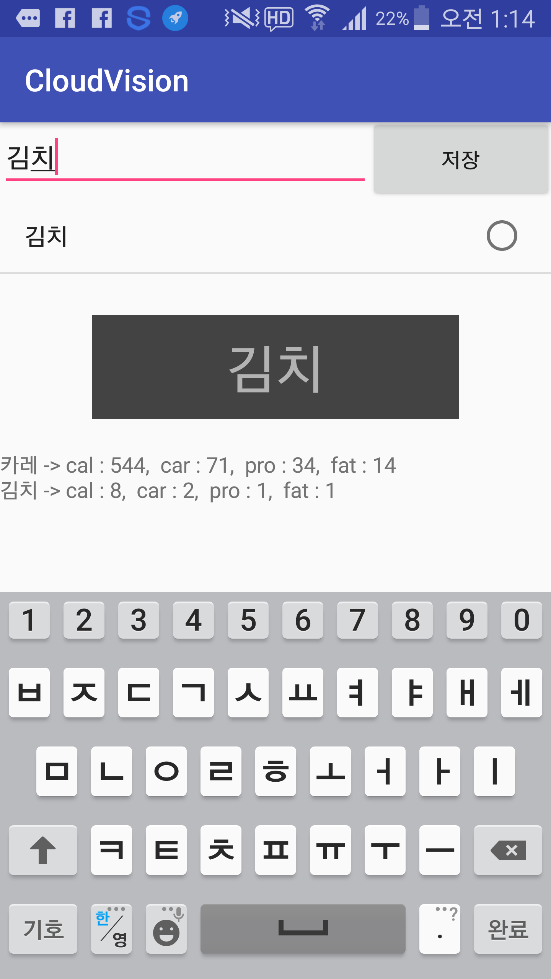 HD 22% 오전 1:14
CloudVision
김치 저장
김치
김치
카레 -> cal : 544, car : 71, pro : 34, fat : 14
김치 -> cal : 8, car : 2, pro : 1, fat : 1
1 2 3 4 5 6 7 8 9 0
ㅂ ㅈ ㄷ ㄱ ㅅ ㅛ ㅕ ㅑ ㅐ ㅔ
ㅁ ㄴ ㅇ ㄹ ㅎ ㅗ ㅓ ㅏ ㅣ
ㅋ ㅌ ㅊ ㅍ ㅠ ㅜ ㅡ
기호 한/영 . ? 완료